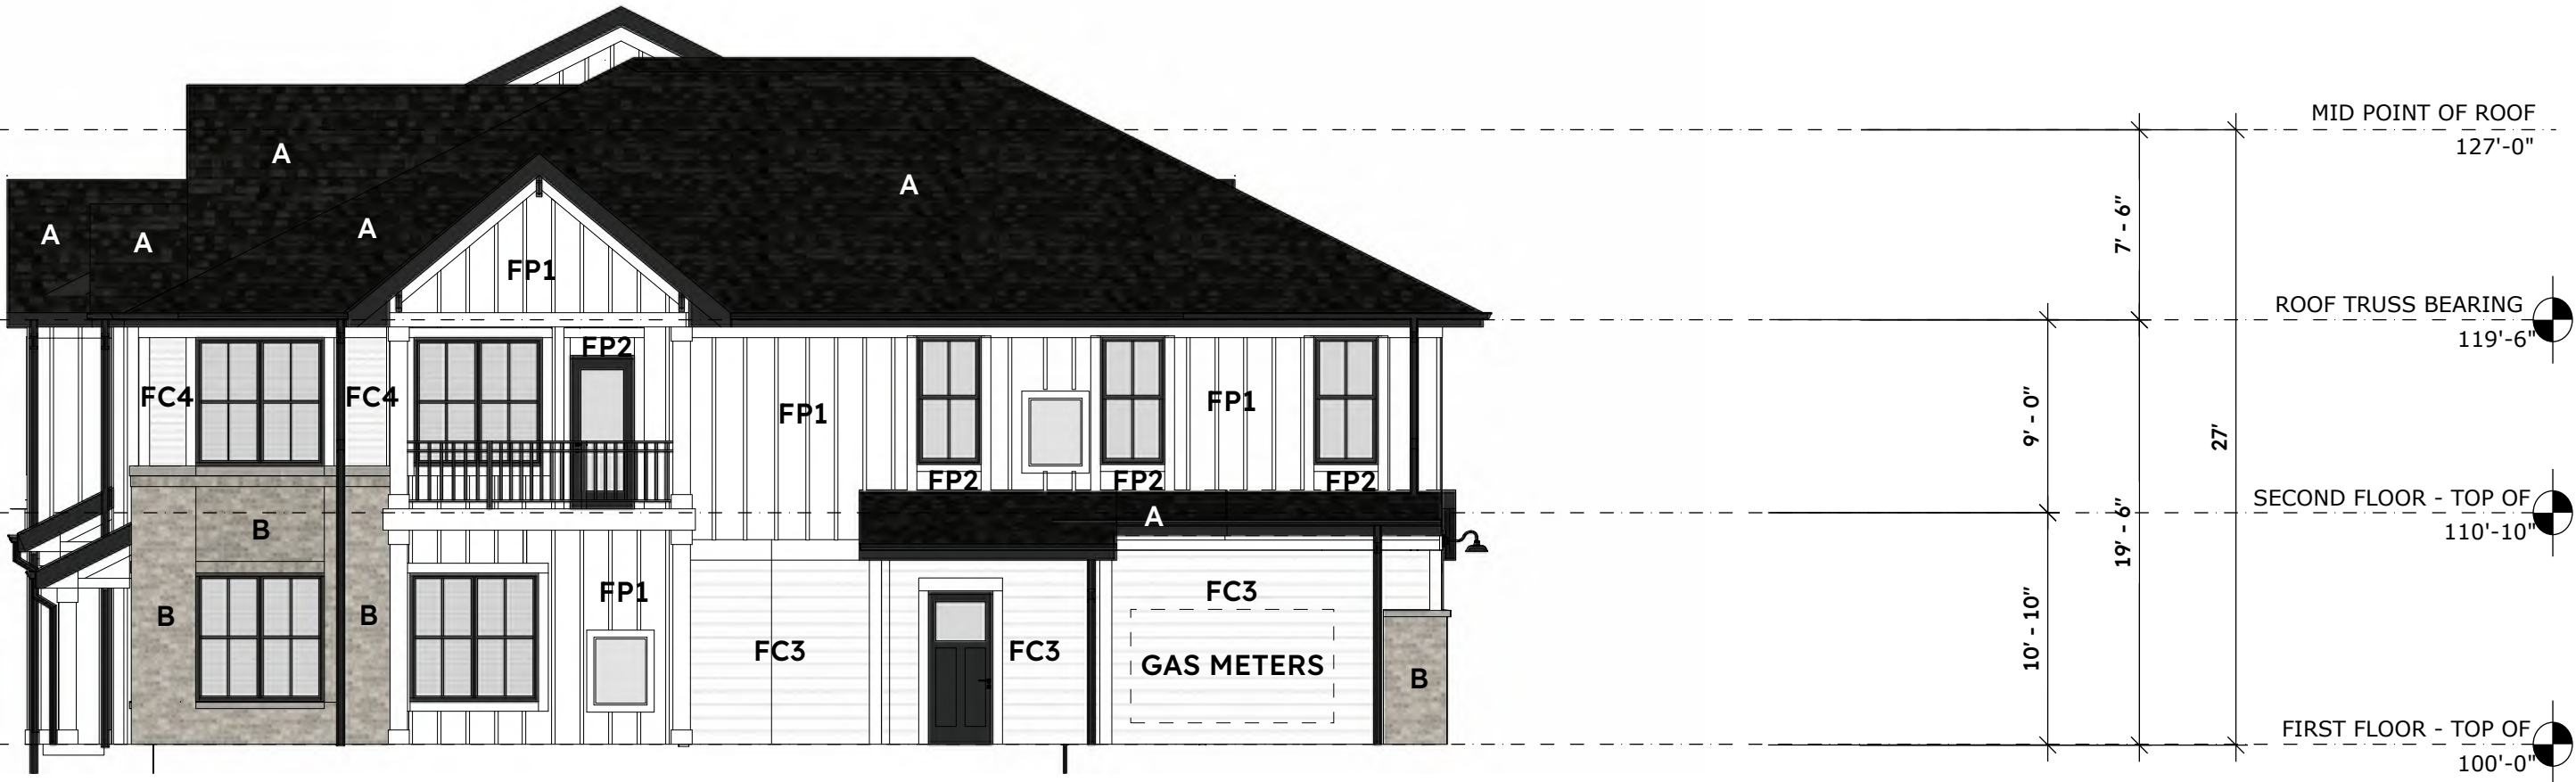 MID POINT OF ROOF
127'-0"
A
A
A
A
A
7' - 6"
FP1
ROOF TRUSS BEARING
119'-6"
FP2
FC4
FC4
FP1
FP1
9' - 0"
27'
FP2
FP2
FP2
SECOND FLOOR - TOP OF
110'-10"
A
B
19' - 6"
FP1
FC3
B
B
10' - 10"
FC3
FC3
GAS METERS
B
FIRST FLOOR - TOP OF
100'-0"